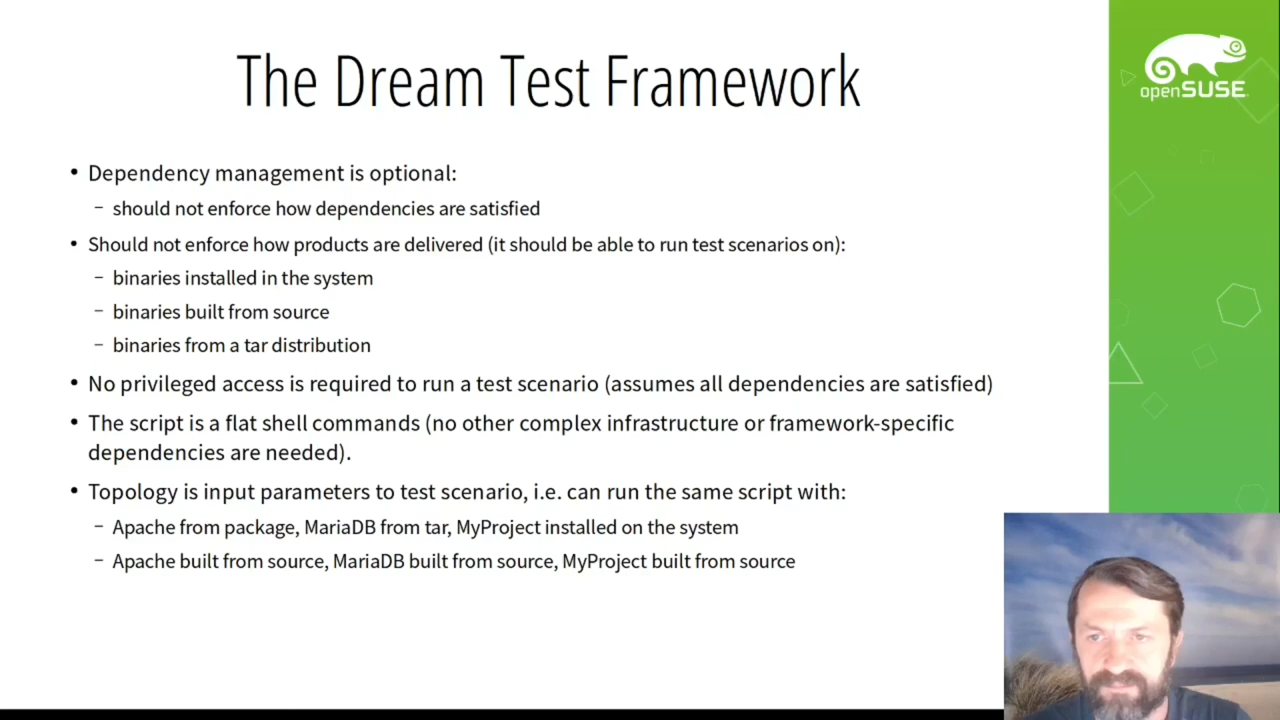 The Dream Test Framework
openSUSE
• Dependency management is optional:
– should not enforce how dependencies are satisfied
• Should not enforce how products are delivered (it should be able to run test scenarios on):
– binaries installed in the system
– binaries built from source
– binaries from a tar distribution
• No privileged access is required to run a test scenario (assumes all dependencies are satisfied)
• The script is a flat shell commands (no other complex infrastructure or framework-specific
dependencies are needed).
• Topology is input parameters to test scenario, i.e. can run the same script with:
– Apache from package, MariaDB from tar, MyProject installed on the system
– Apache built from source, MariaDB built from source, MyProject built from source